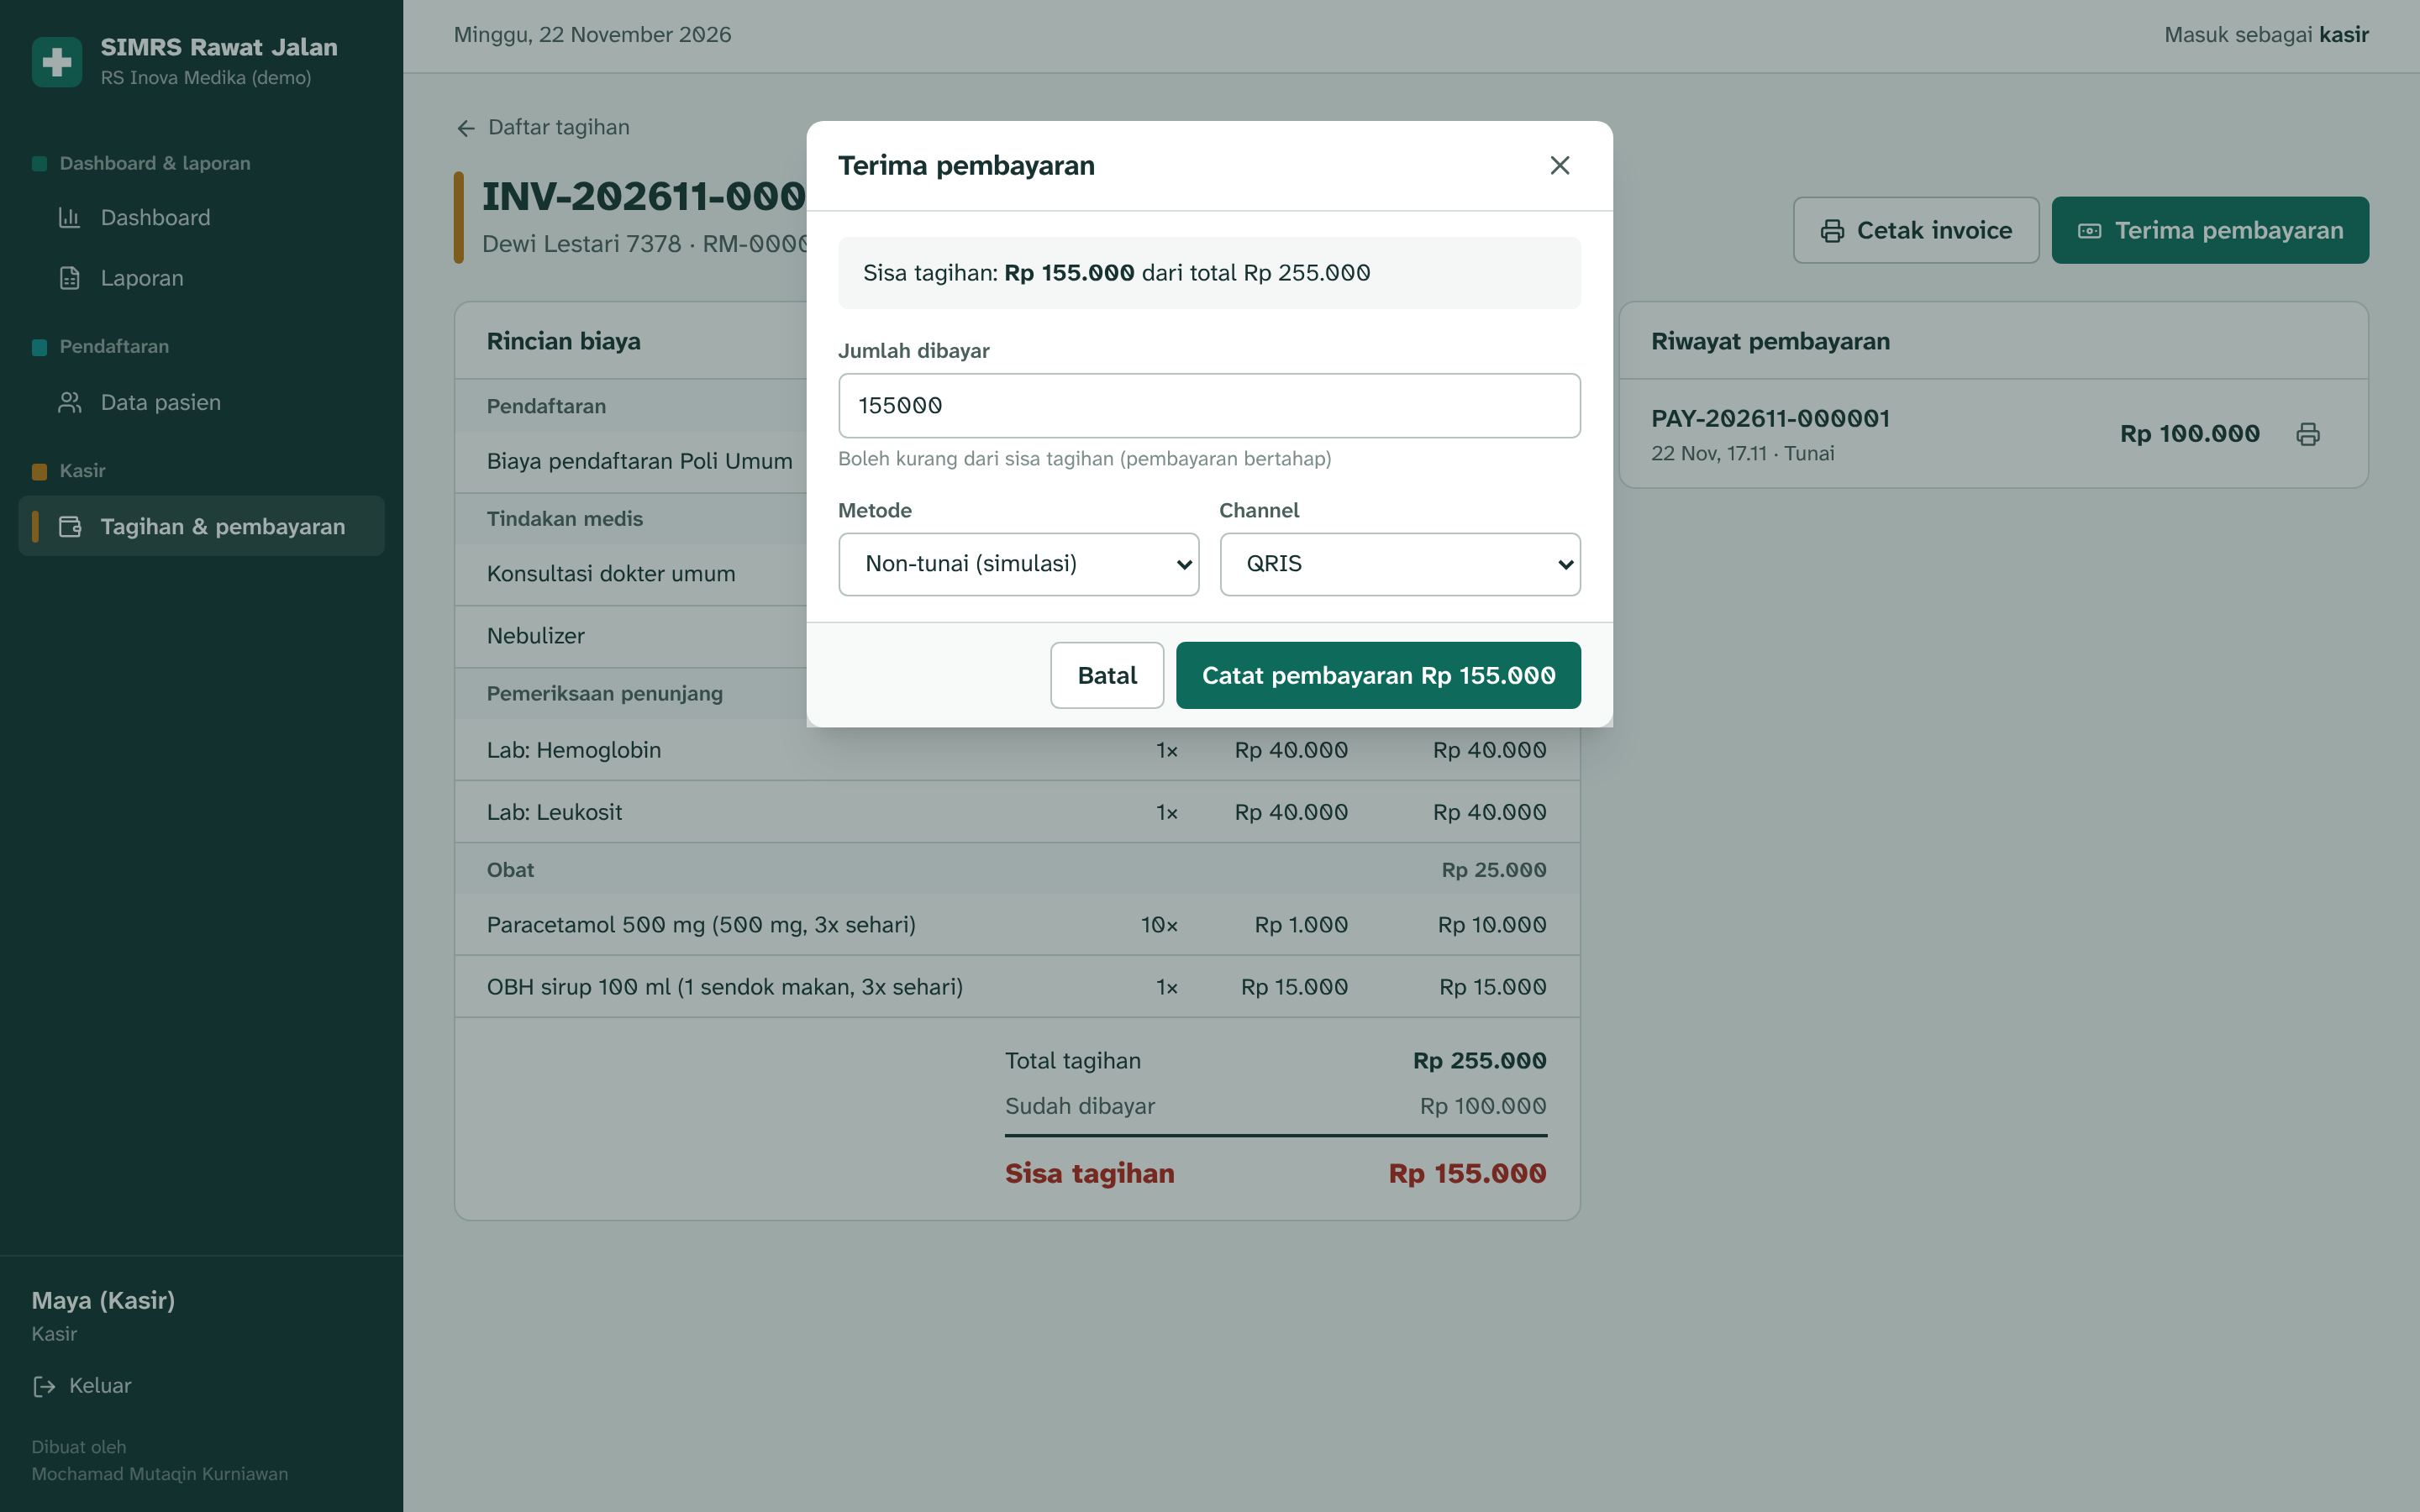 SIMRS Rawat Jalan
RS Inova Medika (demo)
Dashboard & laporan
Dashboard
Laporan
Pendaftaran
Data pasien
Kasir
Tagihan & pembayaran
Maya (Kasir)
Kasir
Keluar
Dibuat oleh
Mochamad Mutaqin Kurniawan
Minggu, 22 November 2026
Masuk sebagai kasir
Daftar tagihan
INV-202611-000
Dewi Lestari 7378 · RM-0000
Cetak invoice
Terima pembayaran
Rincian biaya
Pendaftaran
Biaya pendaftaran Poli Umum
Tindakan medis
Konsultasi dokter umum
Nebulizer
Pemeriksaan penunjang
Lab: Hemoglobin 1× Rp 40.000 Rp 40.000
Lab: Leukosit 1× Rp 40.000 Rp 40.000
Obat Rp 25.000
Paracetamol 500 mg (500 mg, 3x sehari) 10× Rp 1.000 Rp 10.000
OBH sirup 100 ml (1 sendok makan, 3x sehari) 1× Rp 15.000 Rp 15.000
Total tagihan Rp 255.000
Sudah dibayar Rp 100.000
Sisa tagihan Rp 155.000
Riwayat pembayaran
PAY-202611-000001
22 Nov, 17.11 · Tunai
Rp 100.000
Terima pembayaran
Sisa tagihan: Rp 155.000 dari total Rp 255.000
Jumlah dibayar
155000
Boleh kurang dari sisa tagihan (pembayaran bertahap)
Metode Channel
Non-tunai (simulasi) QRIS
Batal Catat pembayaran Rp 155.000